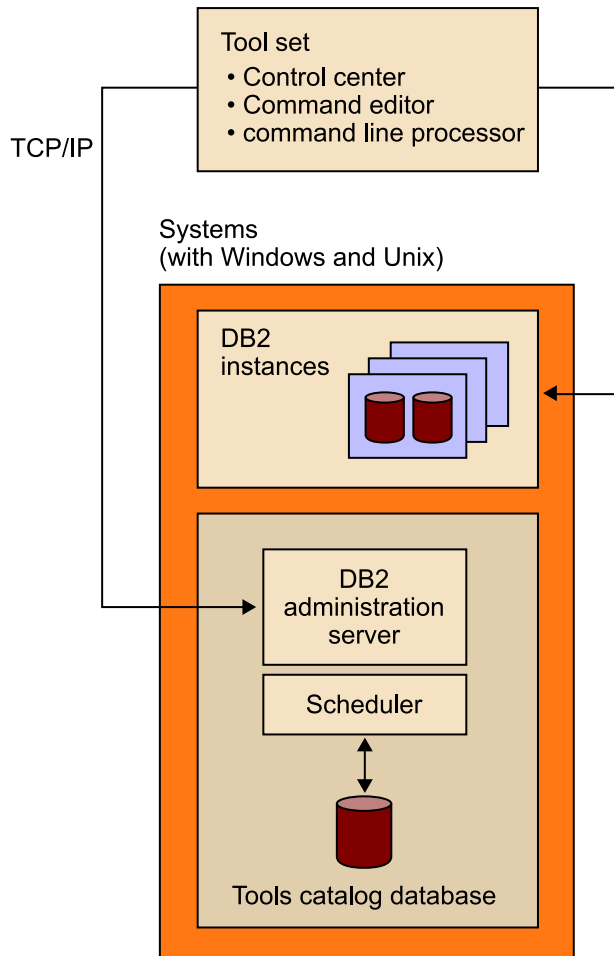 Tool set
• Control center
• Command editor
• command line processor
TCP/IP
Systems
(with Windows and Unix)
DB2
instances
DB2
administration
server
Scheduler
Tools catalog database